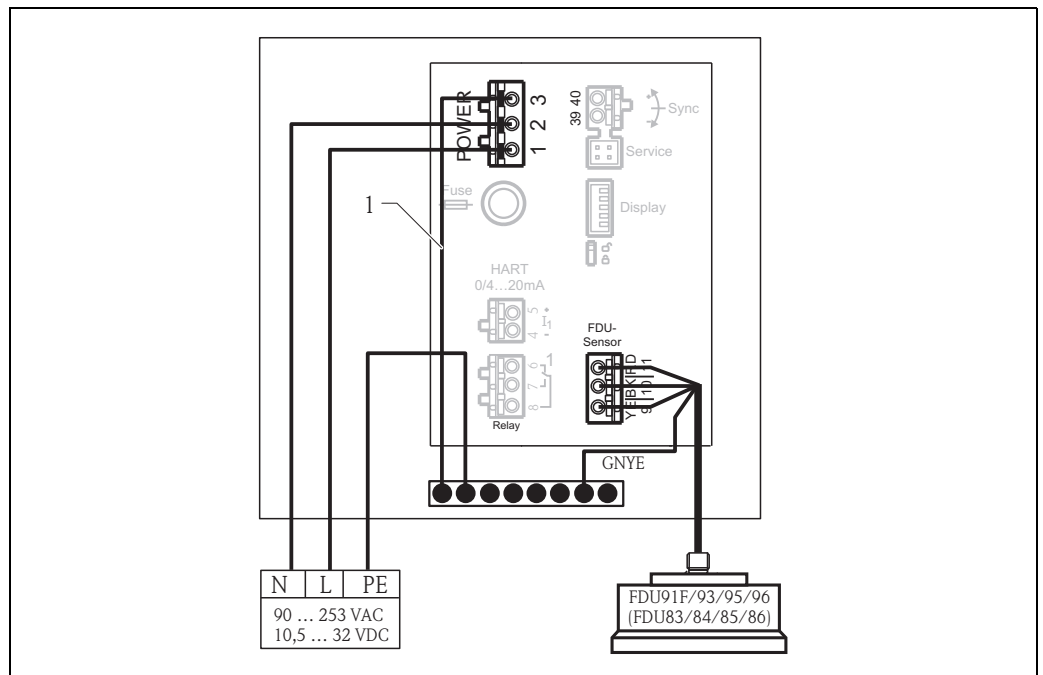 POWER
1 2 3
39 40
Sync
Service
Fuse
1
Display
HART
0/4...20mA
4 5
I1
+
-
FDU-
Sensor
YE BK RD
9 10 11
6 7 8
1
Relay
GNYE
N L PE
90 ... 253 VAC
10,5 ... 32 VDC
FDU91F/93/95/96
(FDU83/84/85/86)